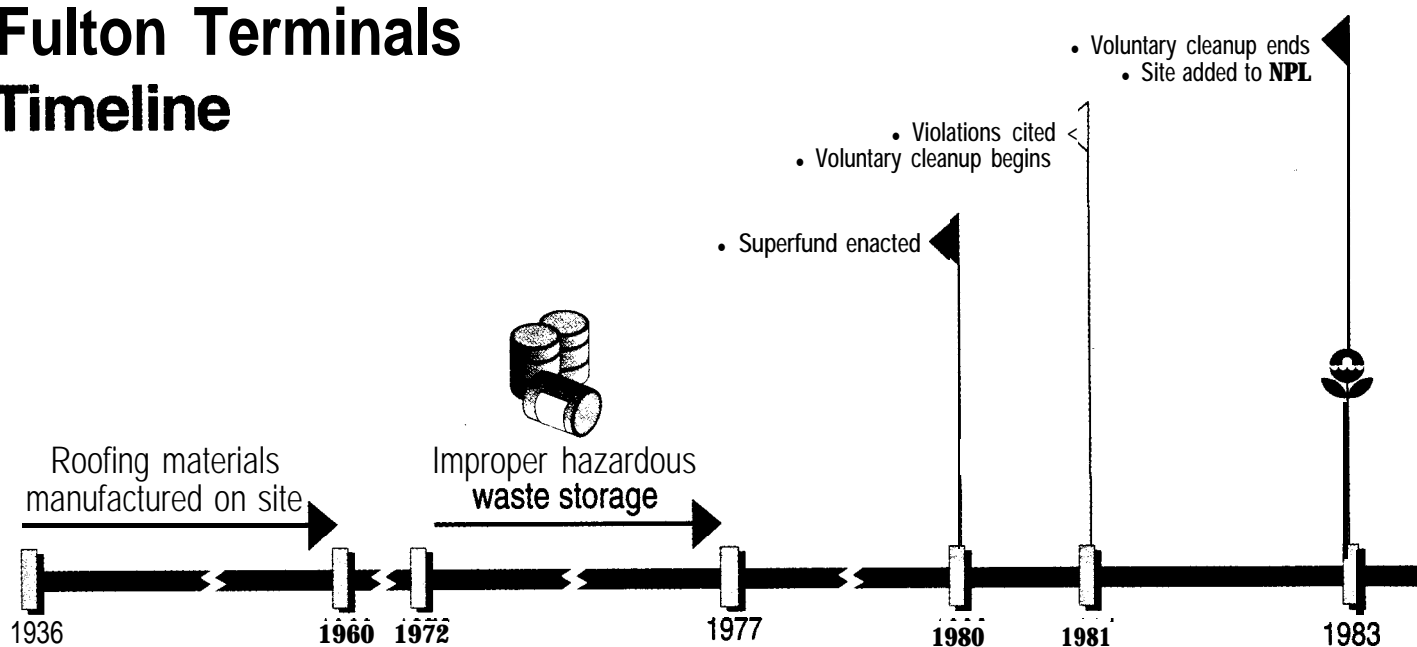 Fulton Terminals
Timeline
• Voluntary cleanup ends
• Site added to NPL
• Violations cited
• Voluntary cleanup begins
• Superfund enacted
Roofing materials
manufactured on site
Improper hazardous
waste storage
1936
1960
1972
1977
1980
1981
1983